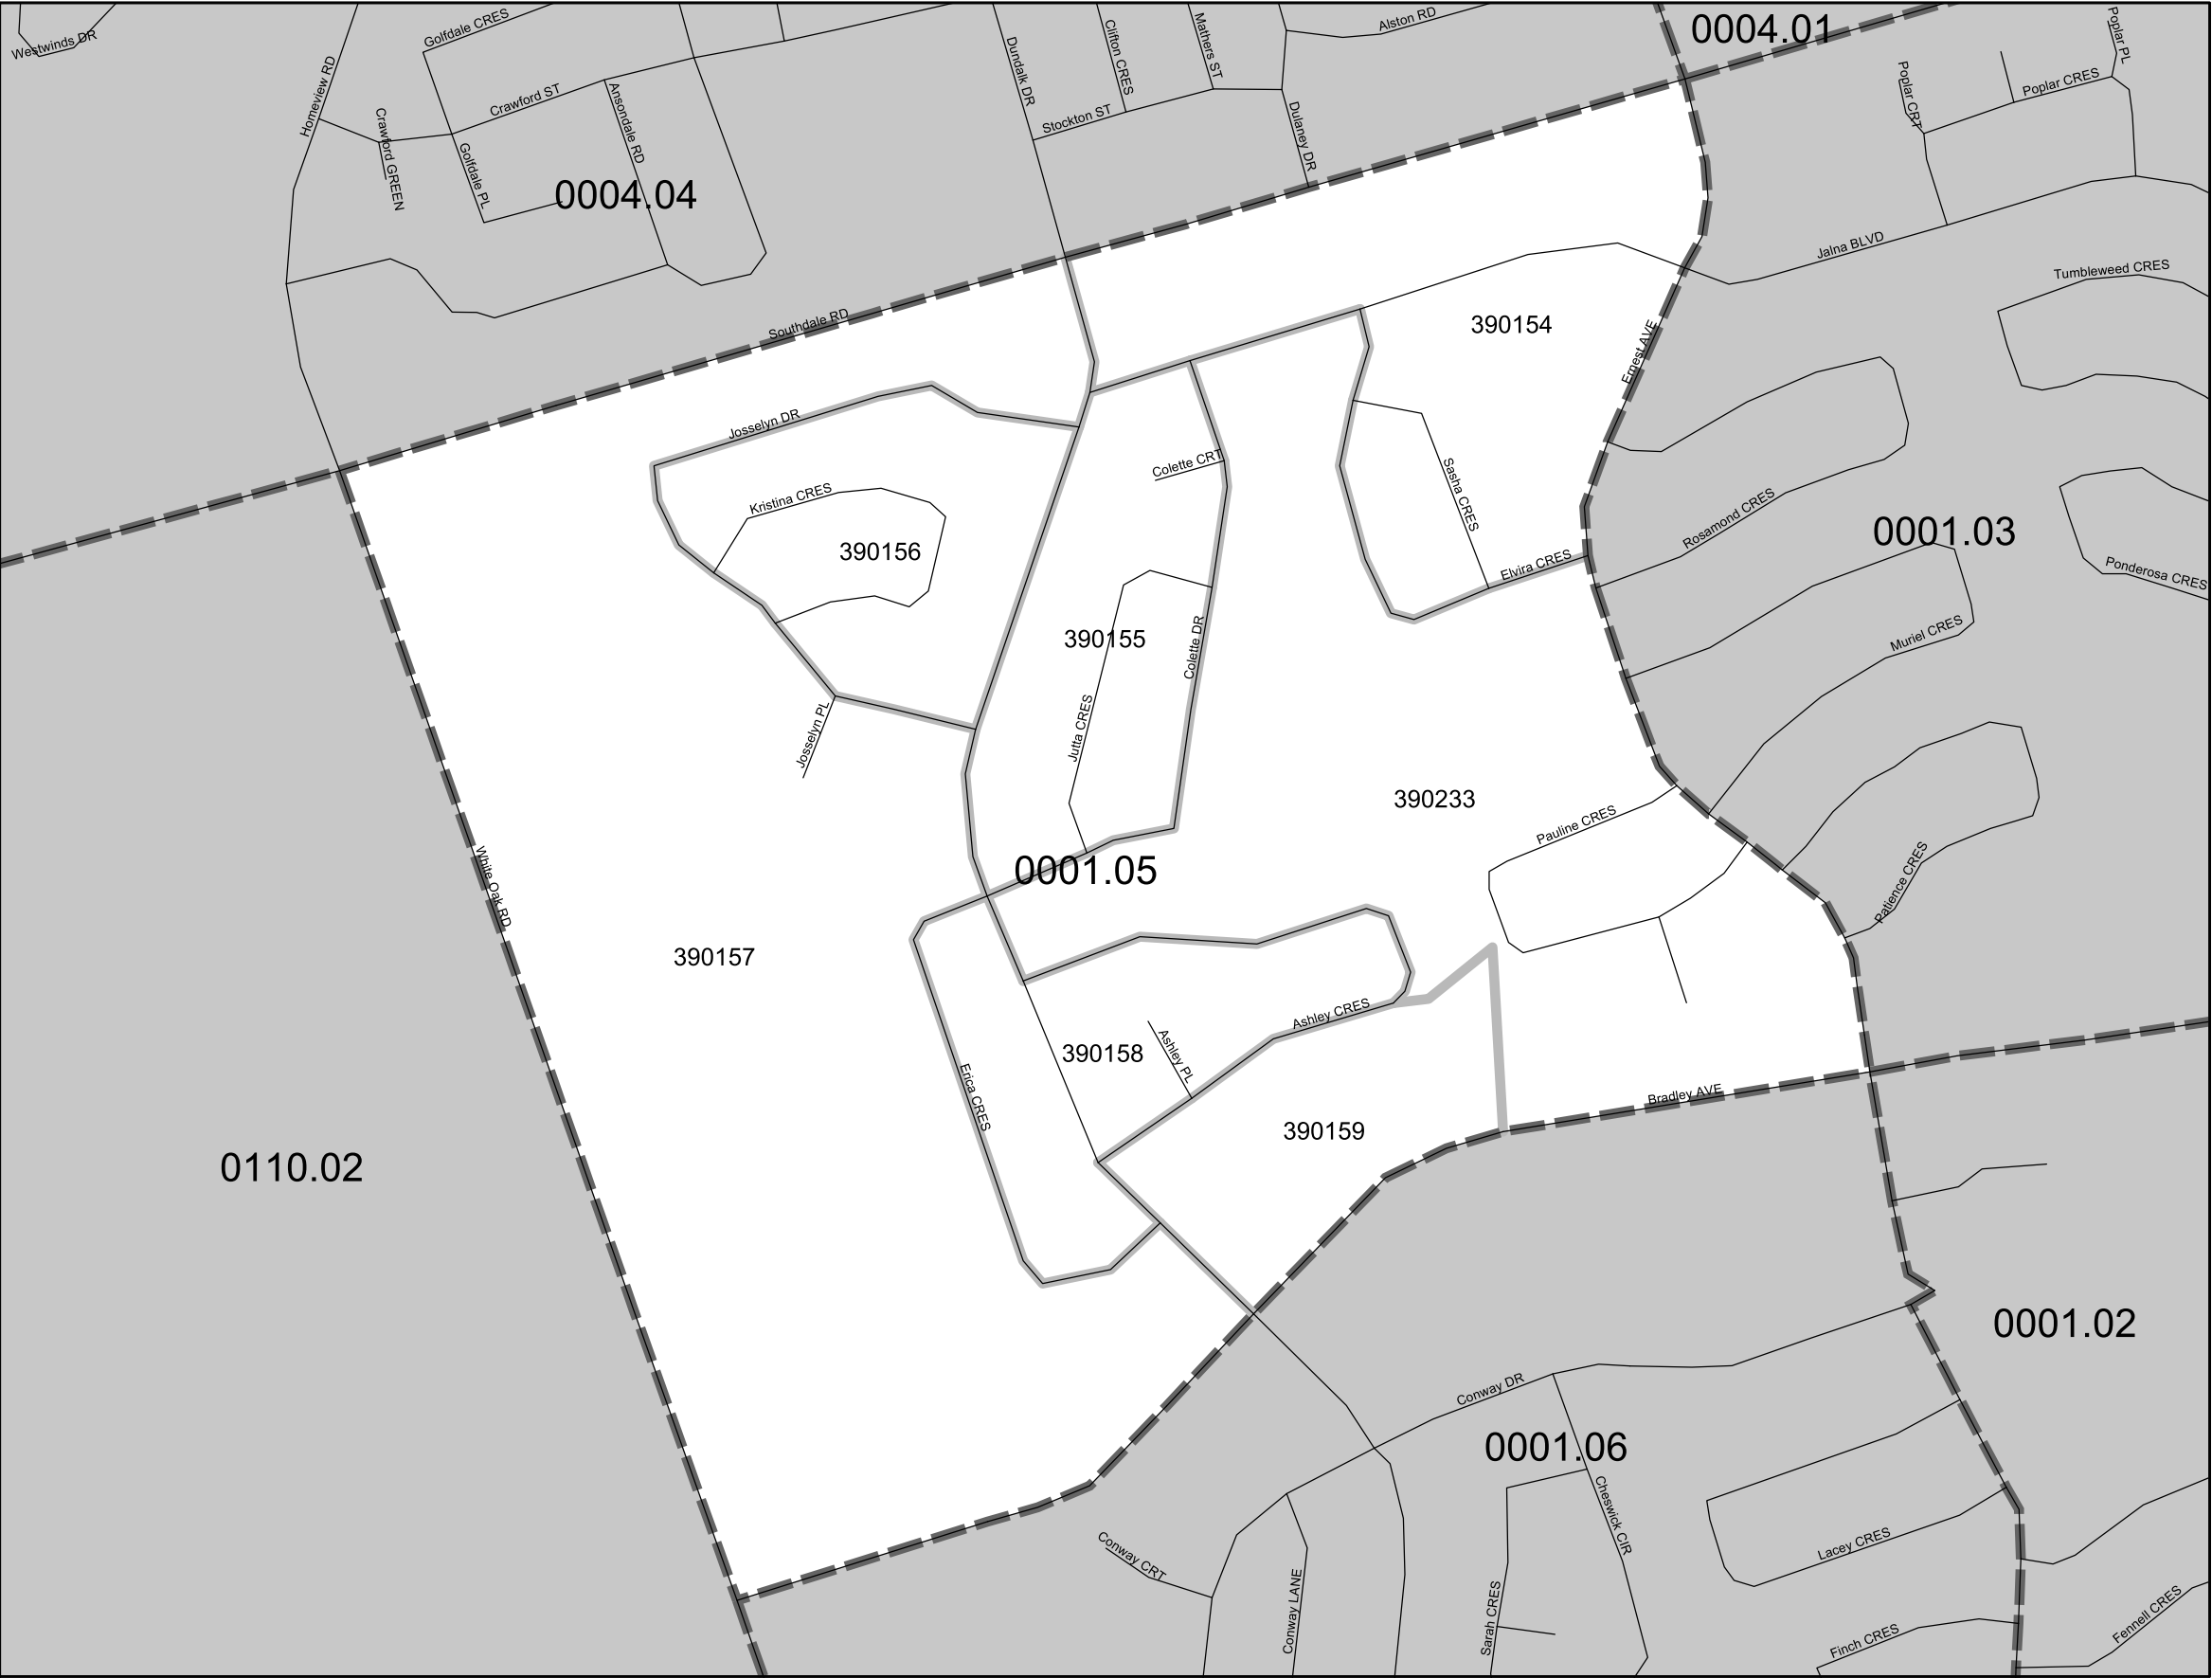 Westwinds DR
Golfdale CRES
Homeview RD
Crawford GREEN
Crawford ST
Golfdale PL
Ansondale RD
0004.04
Dundalk DR
Clifton CRES
Mathers ST
Stockton ST
Dulaney DR
Alston RD
0004.01
Poplar PL
Poplar CRT
Poplar CRES
Jalna BLVD
Tumbleweed CRES
Southdale RD
390154
Ernest AVE
Josselyn DR
Colette CRT
Sasha CRES
Kristina CRES
390156
Rosamond CRES
0001.03
Elvira CRES
Ponderosa CRES
390155
Colette DR
Muriel CRES
Josselyn PL
Jutta CRES
390233
Pauline CRES
White Oak RD
0001.05
Patience CRES
390157
Ashley CRES
390158
Ashley PL
Erica CRES
Bradley AVE
390159
0110.02
0001.02
Conway DR
0001.06
Cheswick CIR
Conway CRT
Conway LANE
Sarah CRES
Lacey CRES
Finch CRES
Fennell CRES